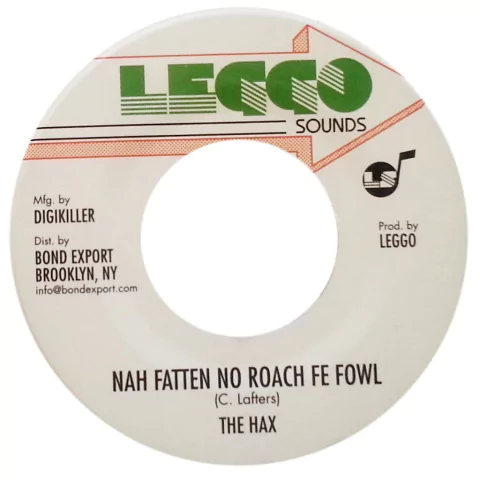 LEGGO
SOUNDS
LS
Mfg. by
DIGIKILLER
Dist. by
BOND EXPORT
BROOKLYN, NY
info@bondexport.com
Prod. by
LEGGO
NAH FATTEN NO ROACH FE FOWL
(C. Lafters)
THE HAX